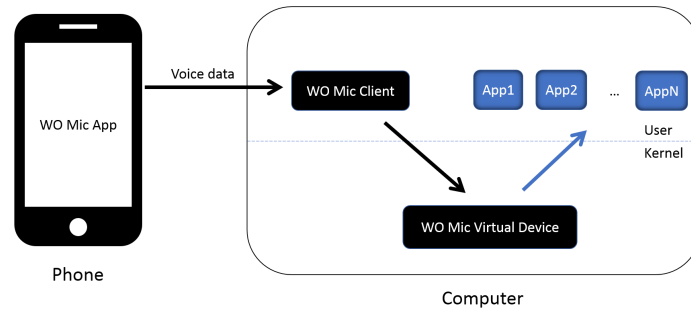 Voice data
WO Mic App
WO Mic Client
App1
App2
...
AppN
User
Kernel
WO Mic Virtual Device
Phone
Computer